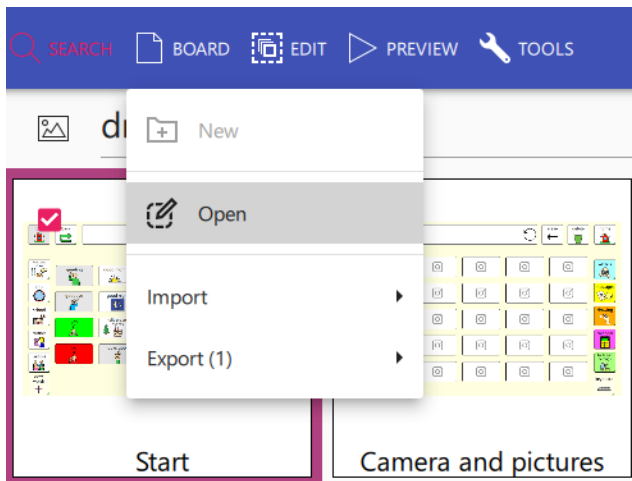 SEARCH BOARD EDIT PREVIEW TOOLS
New
Open
Import
Export (1)
Start
Camera and pictures